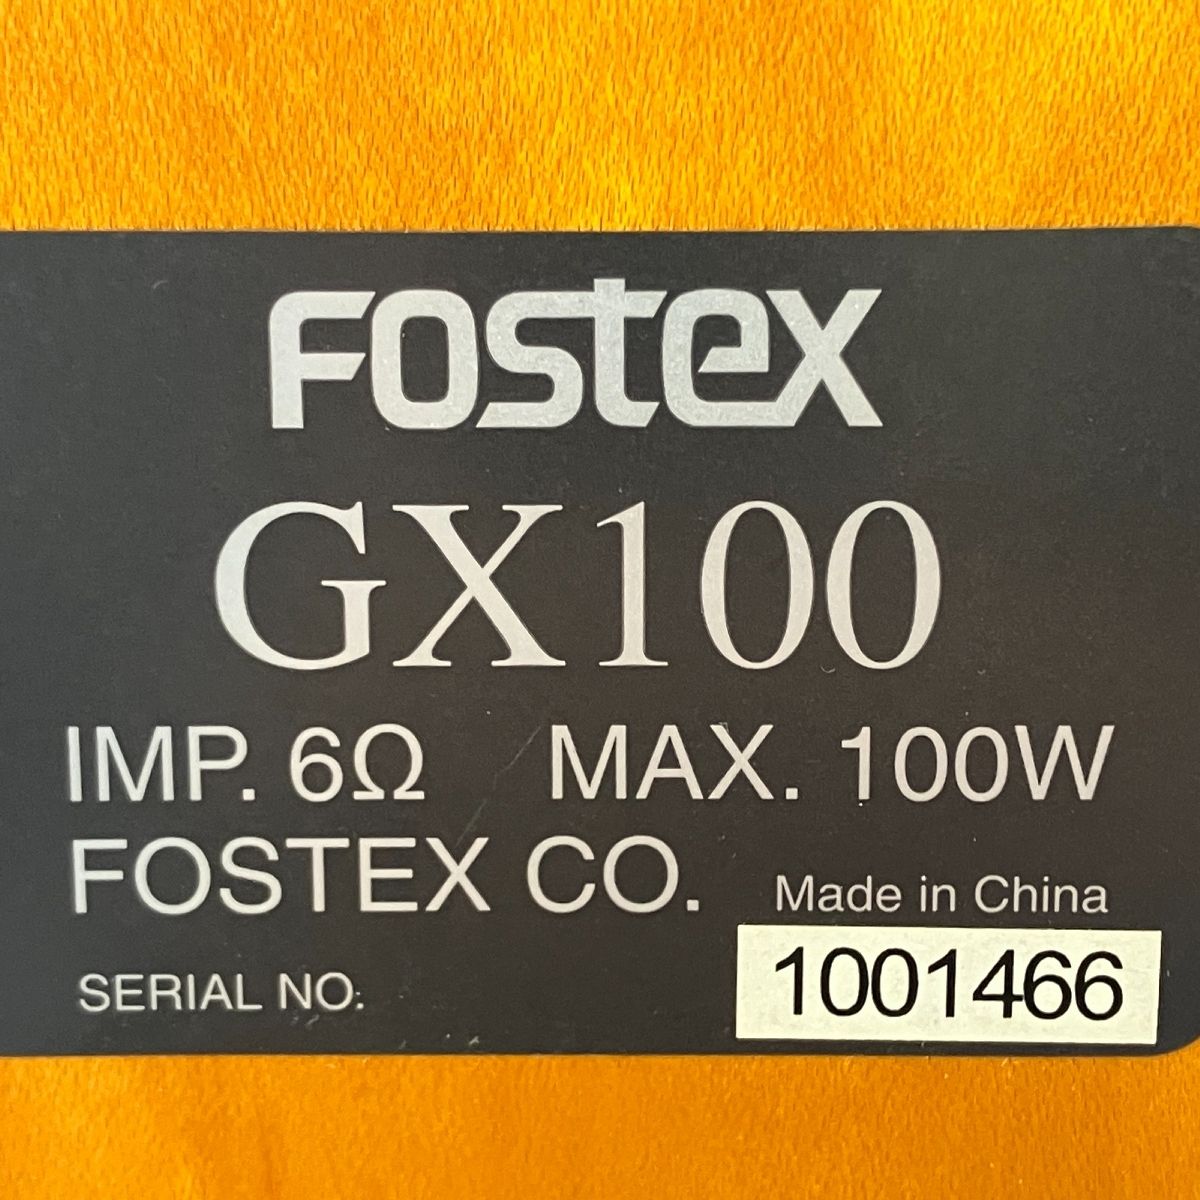 Fostex
GX100
IMP. 6Ω MAX. 100W
FOSTEX CO. Made in China
SERIAL NO. 1001466